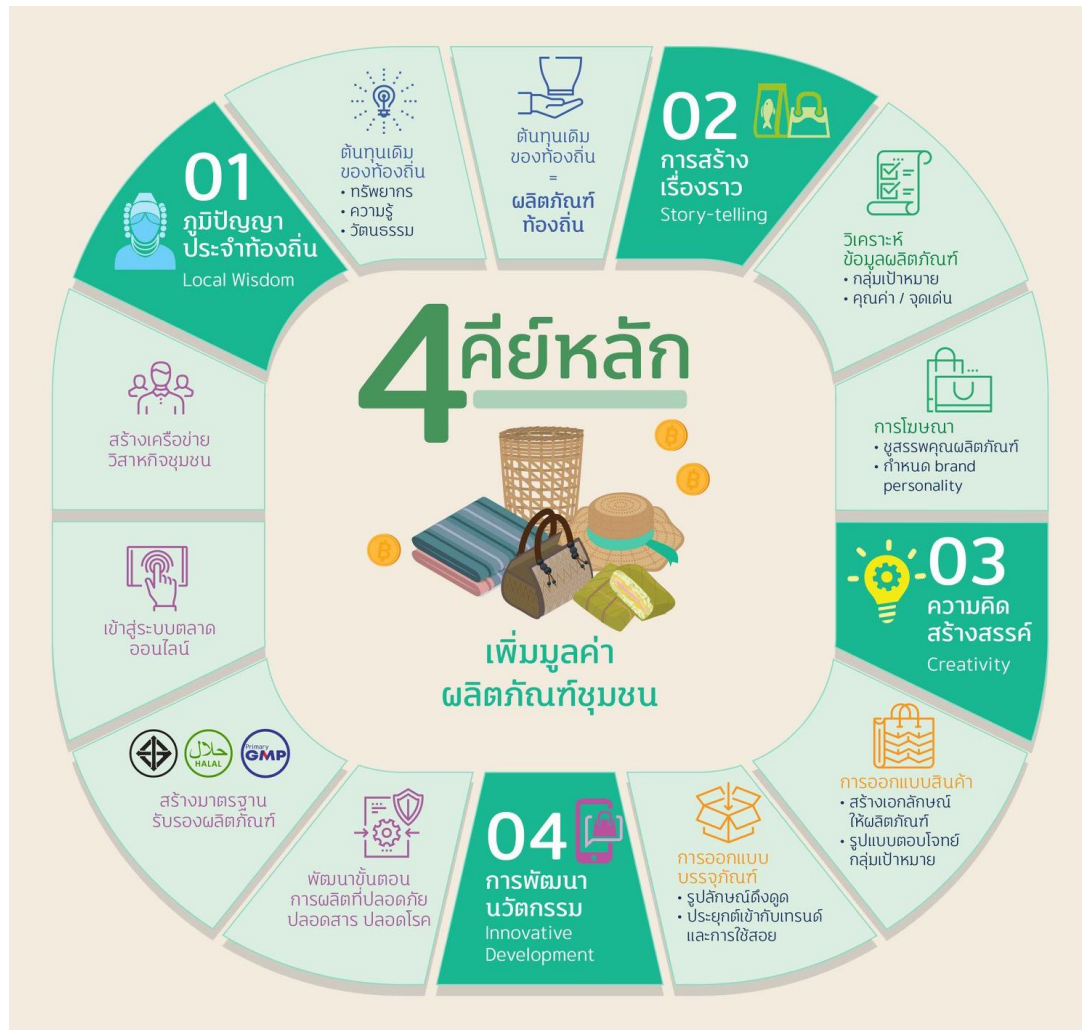 4 คีย์หลัก
เพิ่มมูลค่า
ผลิตภัณฑ์ชุมชน
01
ภูมิปัญญา
ประจำท้องถิ่น
Local Wisdom
ต้นทุนเดิม
ของท้องถิ่น
• ทรัพยากร
• ความรู้
• วัตนธรรม
ต้นทุนเดิม
ของท้องถิ่น
=
ผลิตภัณฑ์
ท้องถิ่น
02
การสร้าง
เรื่องราว
Story-telling
วิเคราะห์
ข้อมูลผลิตภัณฑ์
• กลุ่มเป้าหมาย
• คุณค่า / จุดเด่น
การโฆษณา
• ชูสรรพคุณผลิตภัณฑ์
• กำหนด brand
personality
03
ความคิด
สร้างสรรค์
Creativity
การออกแบบสินค้า
• สร้างเอกลักษณ์
ให้ผลิตภัณฑ์
• รูปแบบตอบโจทย์
กลุ่มเป้าหมาย
การออกแบบ
บรรจุภัณฑ์
• รูปลักษณ์ดึงดูด
• ประยุกต์เข้ากับเทรนด์
และการใช้สอย
04
การพัฒนา
นวัตกรรม
Innovative
Development
พัฒนาขั้นตอน
การผลิตที่ปลอดภัย
ปลอดสาร ปลอดโรค
حلال
HALAL
Primary
GMP
สร้างมาตรฐาน
รับรองผลิตภัณฑ์
เข้าสู่ระบบตลาด
ออนไลน์
สร้างเครือข่าย
วิสาหกิจชุมชน